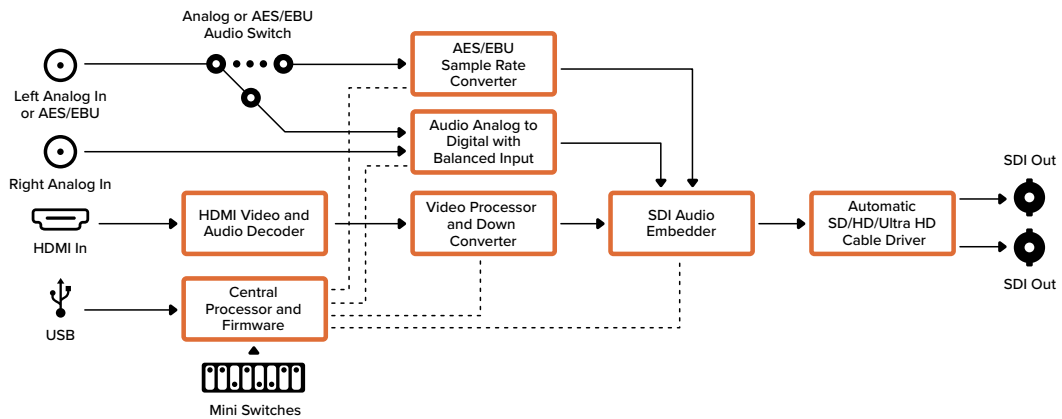 Analog or AES/EBU
Audio Switch
Left Analog In
or AES/EBU
AES/EBU
Sample Rate
Converter
Right Analog In
Audio Analog to
Digital with
Balanced Input
HDMI In
HDMI Video and
Audio Decoder
Video Processor
and Down
Converter
SDI Audio
Embedder
Automatic
SD/HD/Ultra HD
Cable Driver
SDI Out
SDI Out
USB
Central
Processor and
Firmware
Mini Switches